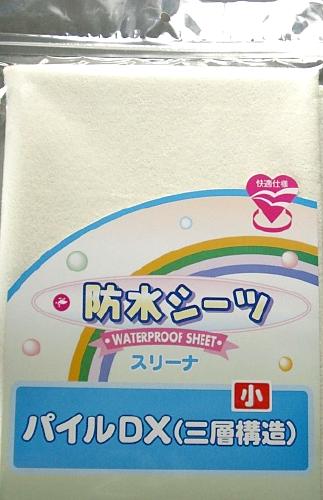 快適仕様
防水シーツ
WATERPROOF SHEET
スリーナ
小
パイルDX(三層構造)